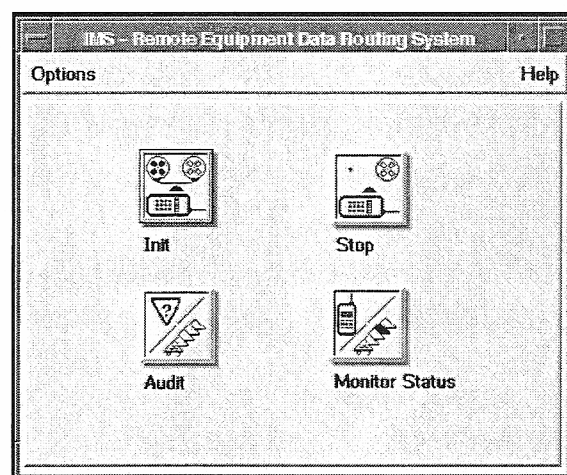 IMS - Remote Equipment Data Routing System
Options Help
Init Stop
?
Audit Monitor Status